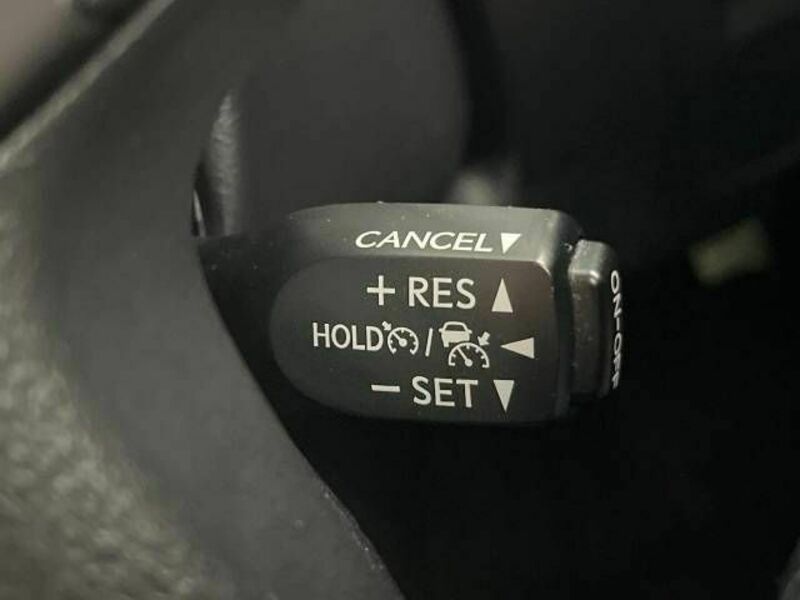 CANCEL▼
+ RES ▲
HOLD / ◀
− SET ▼
ON-OFF